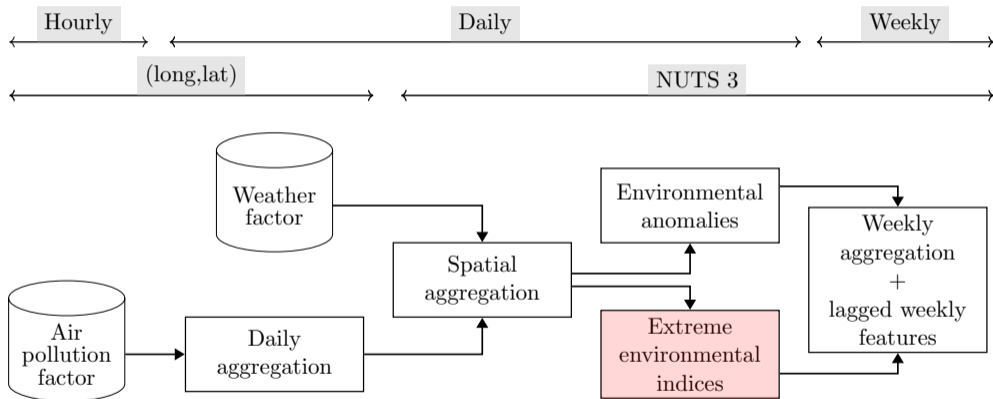 Hourly
Daily
Weekly
(long,lat)
NUTS 3
Weather
factor
Environmental
anomalies
Weekly
aggregation
+
lagged weekly
features
Spatial
aggregation
Air
pollution
factor
Daily
aggregation
Extreme
environmental
indices